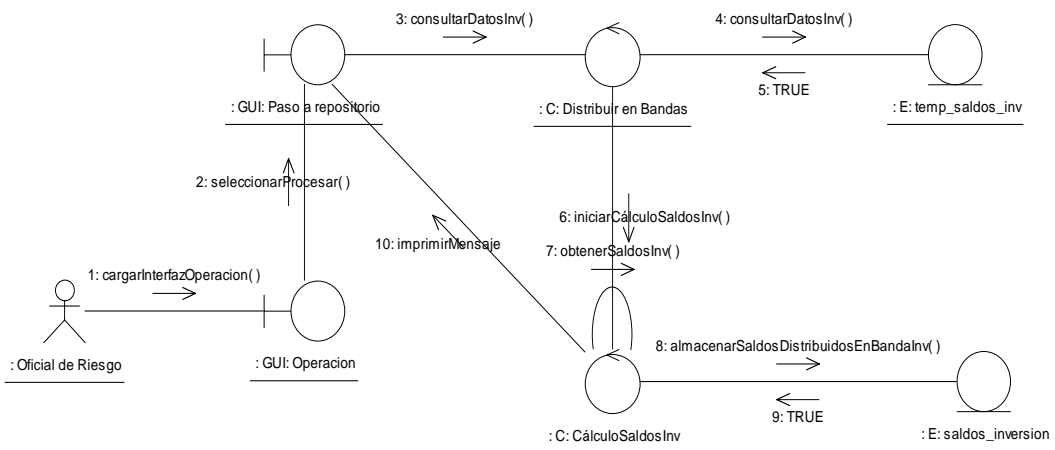 3: consultarDatosInv( )
4: consultarDatosInv( )
5: TRUE
: GUI: Paso a repositorio
: C: Distribuir en Bandas
: E: temp_saldos_inv
2: seleccionarProcesar( )
6: iniciarCálculoSaldosInv( )
10: imprimirMensaje
7: obtenerSaldosInv( )
1: cargarInterfazOperacion( )
8: almacenarSaldosDistribuidosEnBandaInv( )
: Oficial de Riesgo
: GUI: Operacion
9: TRUE
: C: CálculoSaldosInv
: E: saldos_inversion